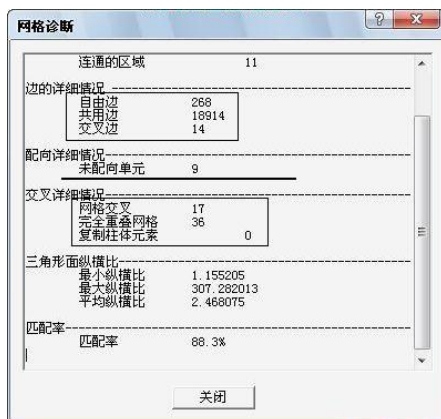 网格诊断
连通的区域 11
边的详细情况
自由边 268
共用边 18914
交叉边 14
配向详细情况
未配向单元 9
交叉详细情况
网格交叉 17
完全重叠网格 36
复制柱体元素 0
三角形面纵横比
最小纵横比 1.155205
最大纵横比 307.282013
平均纵横比 2.468075
匹配率
匹配率 88.3%
关闭